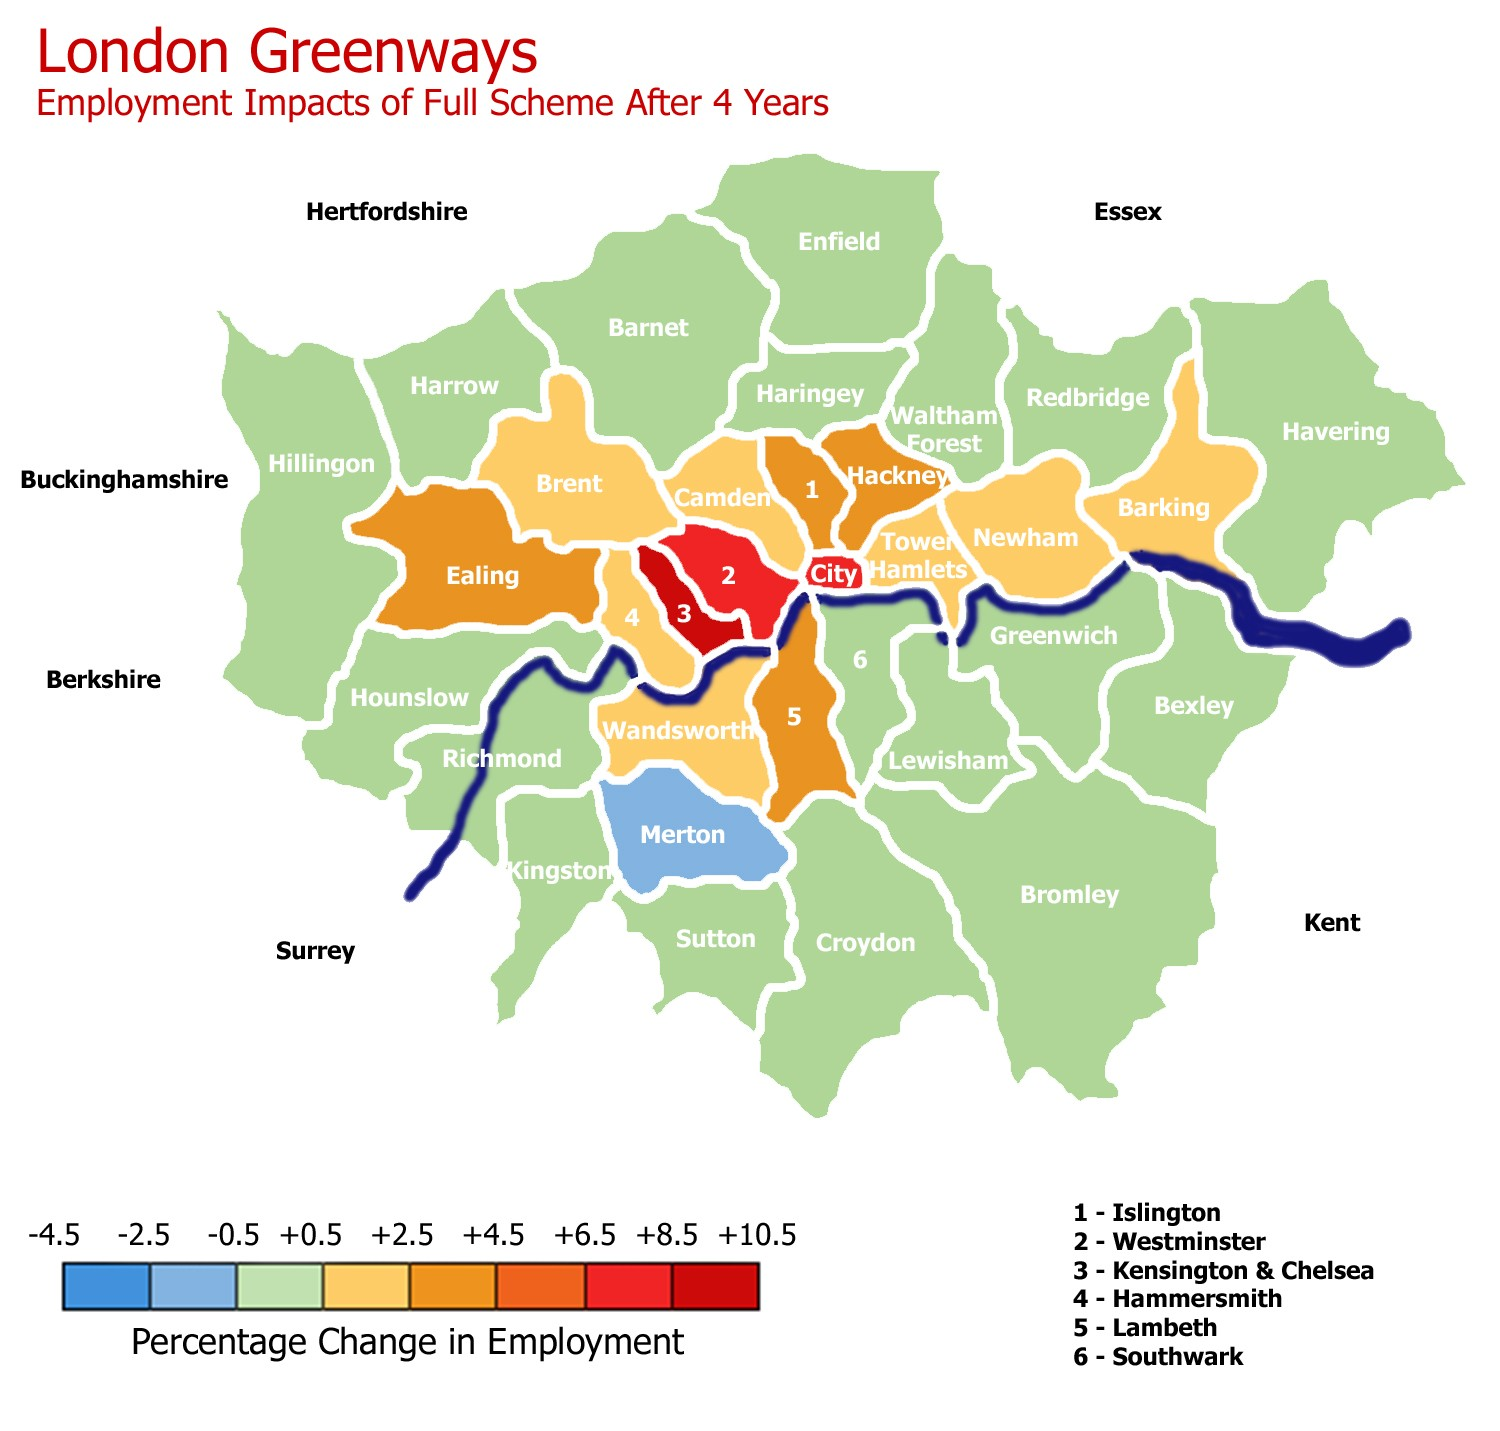 London Greenways
Employment Impacts of Full Scheme After 4 Years
Hertfordshire
Essex
Enfield
Barnet
Harrow
Haringey
Redbridge
Waltham
Forest
Havering
Hillingon
Buckinghamshire
Brent
Camden
1
Hackney
Barking
Newham
Tower
Hamlets
Ealing
2
City
3
4
Greenwich
6
Berkshire
Hounslow
Bexley
5
Wandsworth
Richmond
Lewisham
Merton
Kingston
Bromley
Kent
Sutton
Croydon
Surrey
-4.5 -2.5 -0.5 +0.5 +2.5 +4.5 +6.5 +8.5 +10.5
Percentage Change in Employment
1 - Islington
2 - Westminster
3 - Kensington & Chelsea
4 - Hammersmith
5 - Lambeth
6 - Southwark